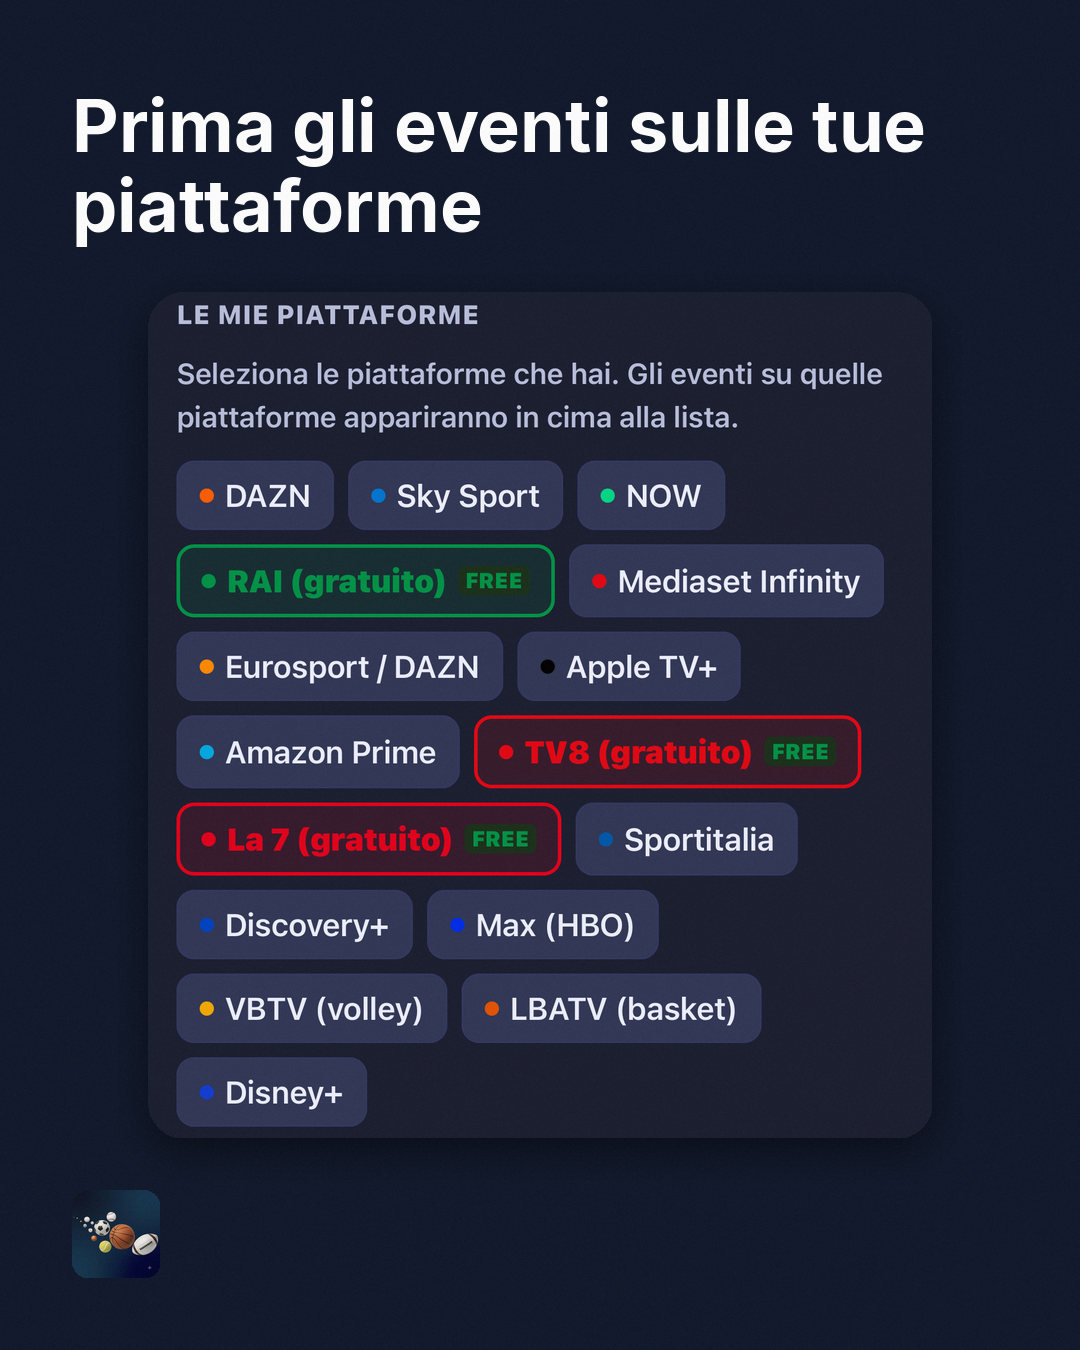 Prima gli eventi sulle tue
piattaforme
LE MIE PIATTAFORME
Seleziona le piattaforme che hai. Gli eventi su quelle
piattaforme appariranno in cima alla lista.
DAZN Sky Sport NOW
RAI (gratuito) FREE Mediaset Infinity
Eurosport / DAZN Apple TV+
Amazon Prime TV8 (gratuito) FREE
La 7 (gratuito) FREE Sportitalia
Discovery+ Max (HBO)
VBTV (volley) LBATV (basket)
Disney+